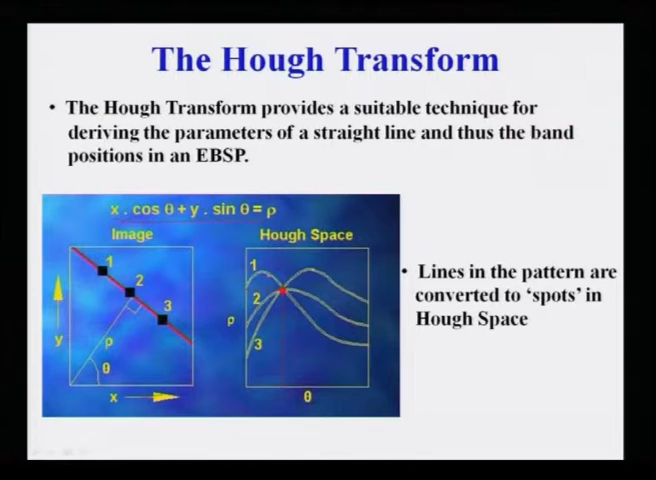 The Hough Transform
• The Hough Transform provides a suitable technique for
deriving the parameters of a straight line and thus the band
positions in an EBSP.
x . cos θ + y . sin θ = ρ
Image
Hough Space
1
2
3
ρ
θ
y
x
1
2
3
ρ
θ
• Lines in the pattern are
converted to ‘spots’ in
Hough Space